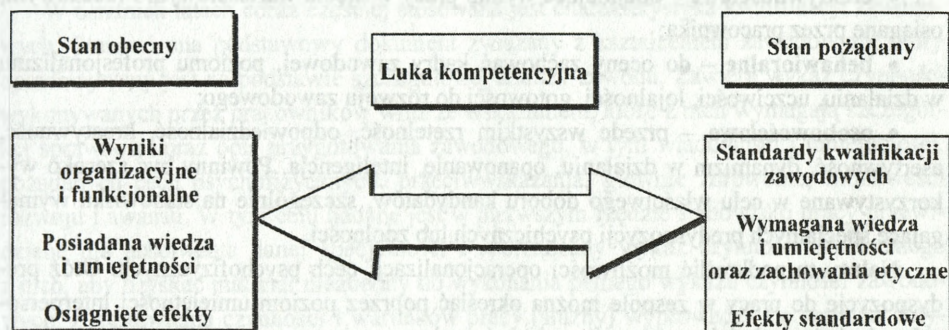 Stan obecny
Luka kompetencyjna
Stan pożądany
Wyniki
organizacyjne
i funkcjonalne
Posiadana wiedza
i umiejętności
Osiągnięte efekty
Standardy kwalifikacji
zawodowych
Wymagana wiedza
i umiejętności
oraz zachowania etyczne
Efekty standardowe